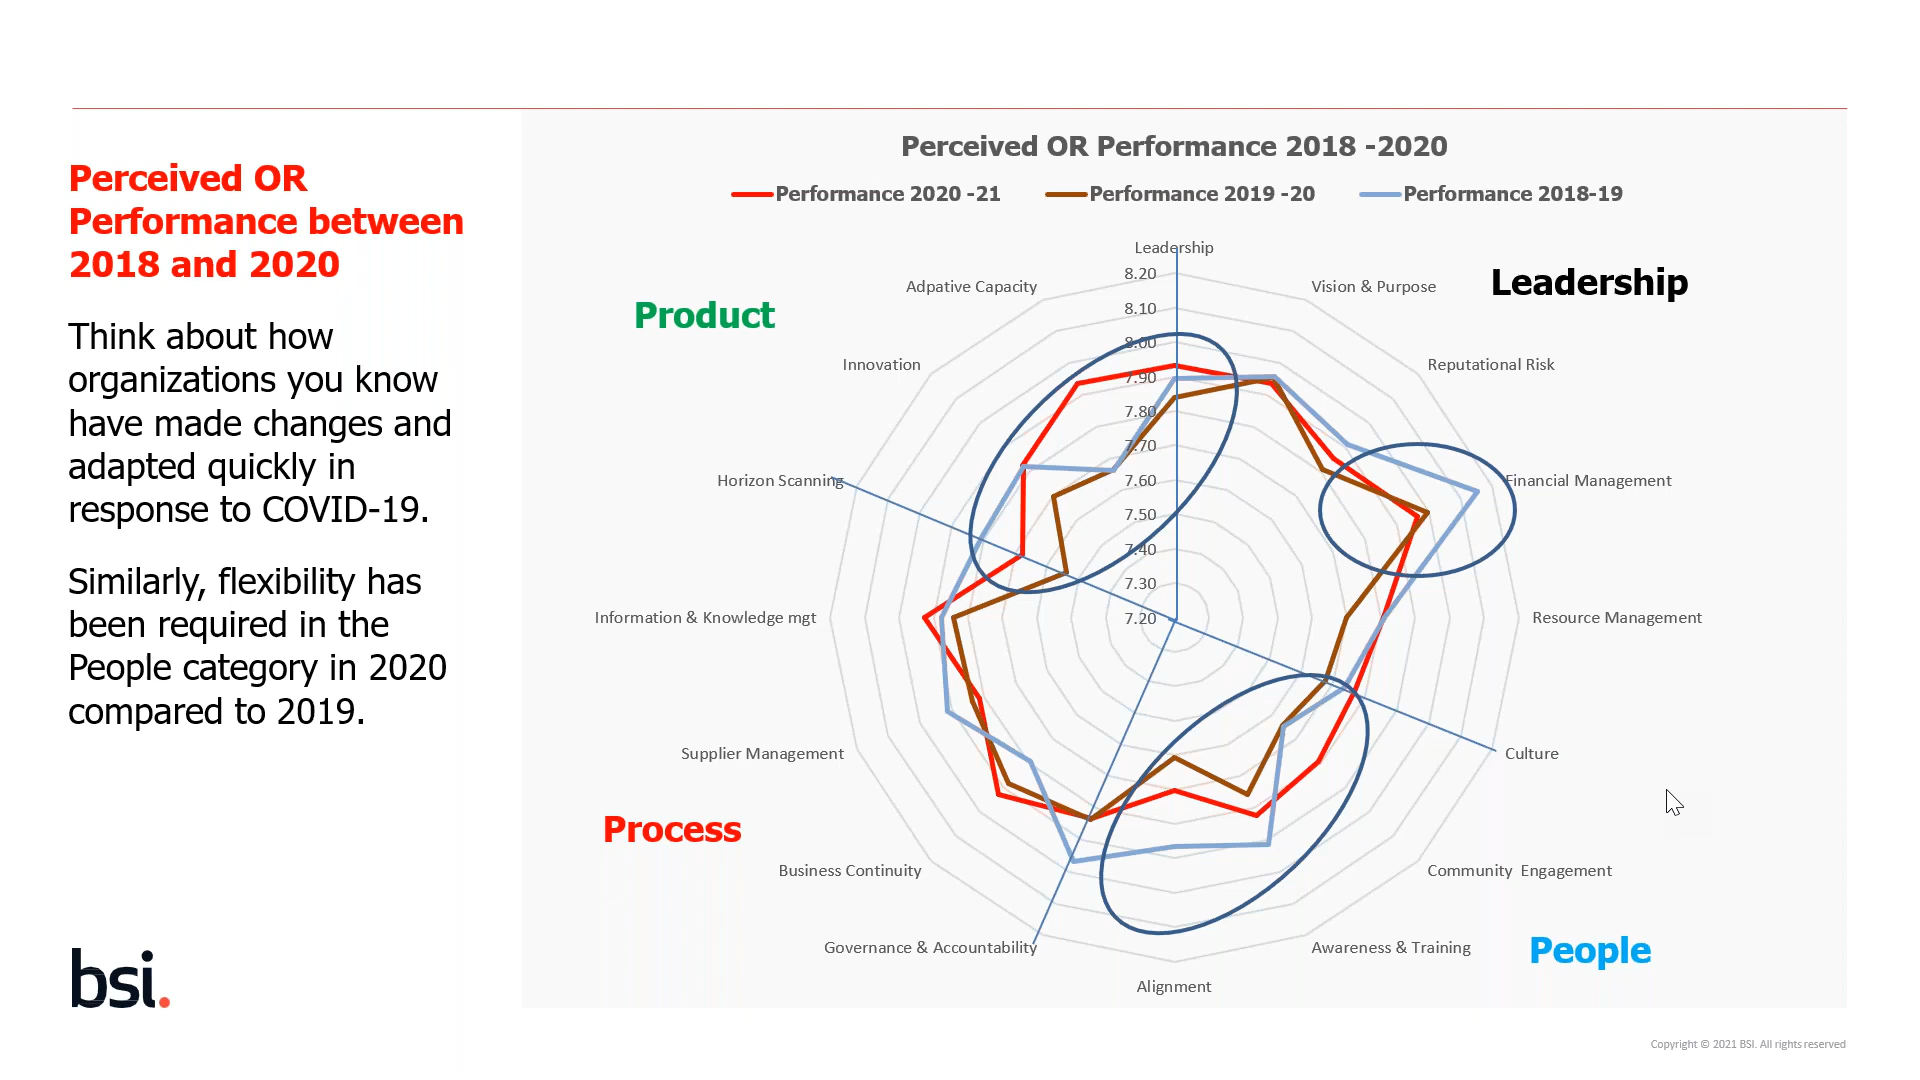 Perceived OR
Performance between
2018 and 2020
Think about how
organizations you know
have made changes and
adapted quickly in
response to COVID-19.
Similarly, flexibility has
been required in the
People category in 2020
compared to 2019.
bsi.
Perceived OR Performance 2018 -2020
Performance 2020 -21
Performance 2019 -20
Performance 2018-19
Product
Leadership
Process
People
Leadership
Vision & Purpose
Reputational Risk
Financial Management
Resource Management
Culture
Community Engagement
Awareness & Training
Alignment
Governance & Accountability
Business Continuity
Supplier Management
Information & Knowledge mgt
Horizon Scanning
Innovation
Adpative Capacity
8.20
8.10
8.00
7.90
7.80
7.70
7.60
7.50
7.40
7.30
7.20
Copyright © 2021 BSI. All rights reserved